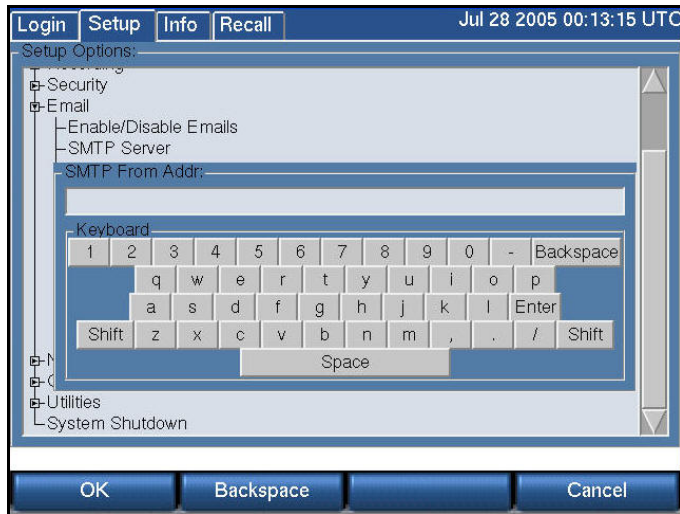 Login Setup Info Recall Jul 28 2005 00:13:15 UTC
Setup Options:
Security
Email
Enable/Disable Emails
SMTP Server
SMTP From Addr:
Keyboard
1 2 3 4 5 6 7 8 9 0 - Backspace
q w e r t y u i o p
a s d f g h j k l Enter
Shift z x c v b n m , . / Shift
Space
Utilities
System Shutdown
OK Backspace Cancel